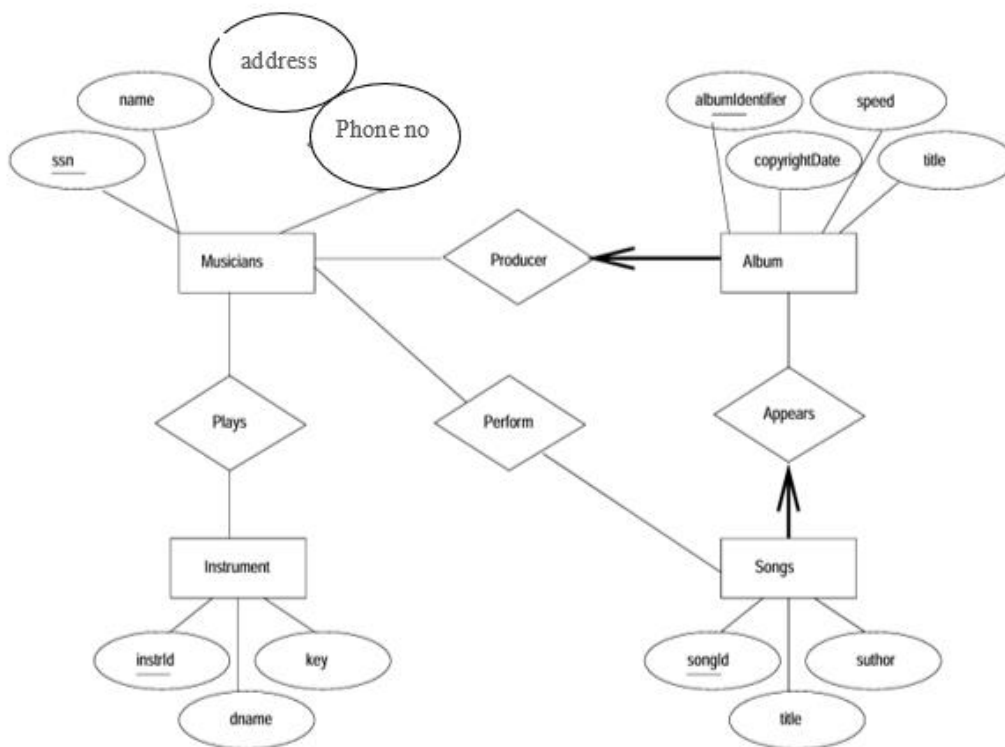 address
name
albumIdentifier
speed
Phone no
ssn
copyrightDate
title
Musicians
Producer
Album
Plays
Perform
Appears
Instrument
Songs
instrId
key
songId
suthor
dname
title